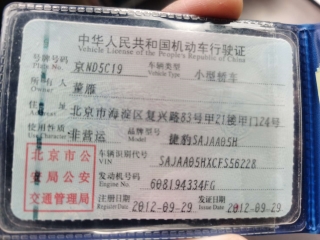 中华人民共和国机动车行驶证
Vehicle License of the People's Republic of China
号牌号码 京ND5C19 车辆类型 小型轿车
Plate No. Vehicle Type
所有人 董雁
Owner
住址 北京市海淀区复兴路83号甲21楼甲门24号
Address
使用性质 非营运 品牌型号 捷豹SAJAA05H
Use Character Model
北京市公 车辆识别代号 SAJAA05HXCFS56228
VIN
安局公安 发动机号码 608194334FG
Engine No.
交通管理局 注册日期 2012-09-29 发证日期 2012-09-29
Register Date Issue Date